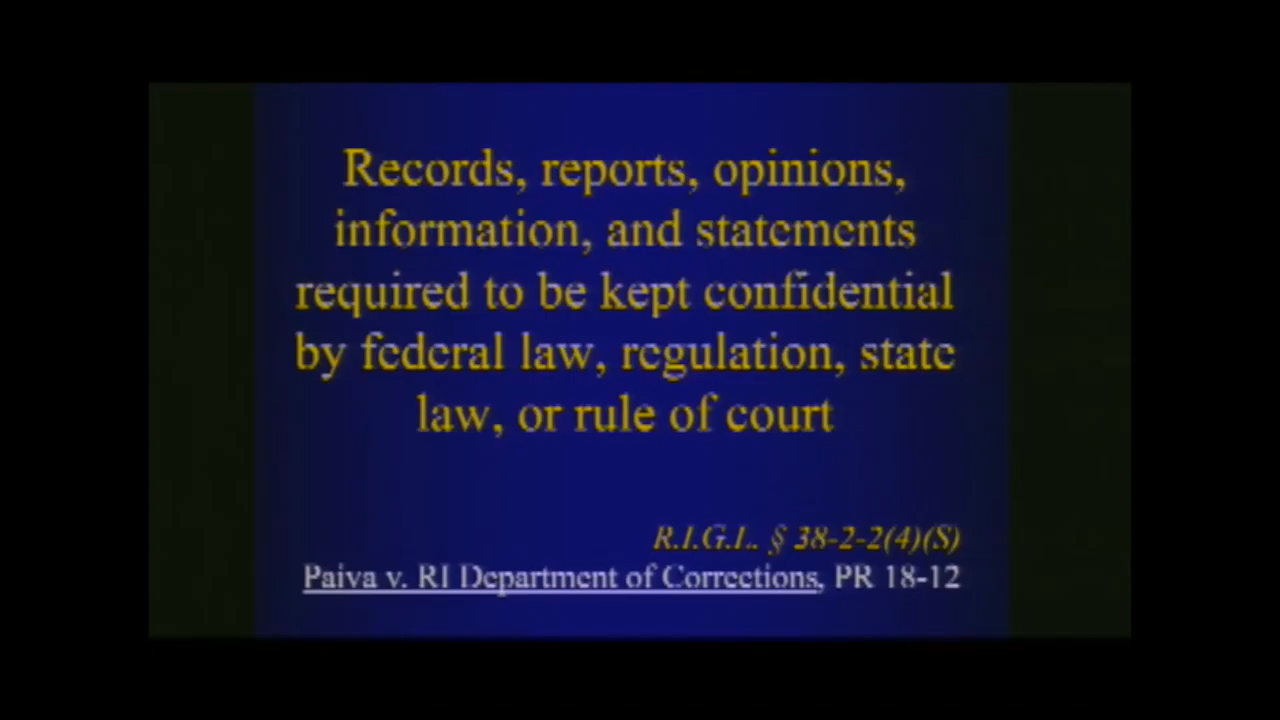 Records, reports, opinions,
information, and statements
required to be kept confidential
by federal law, regulation, state
law, or rule of court
R.I.G.L. § 38-2-2(4)(S)
Paiva v. RI Department of Corrections, PR 18-12